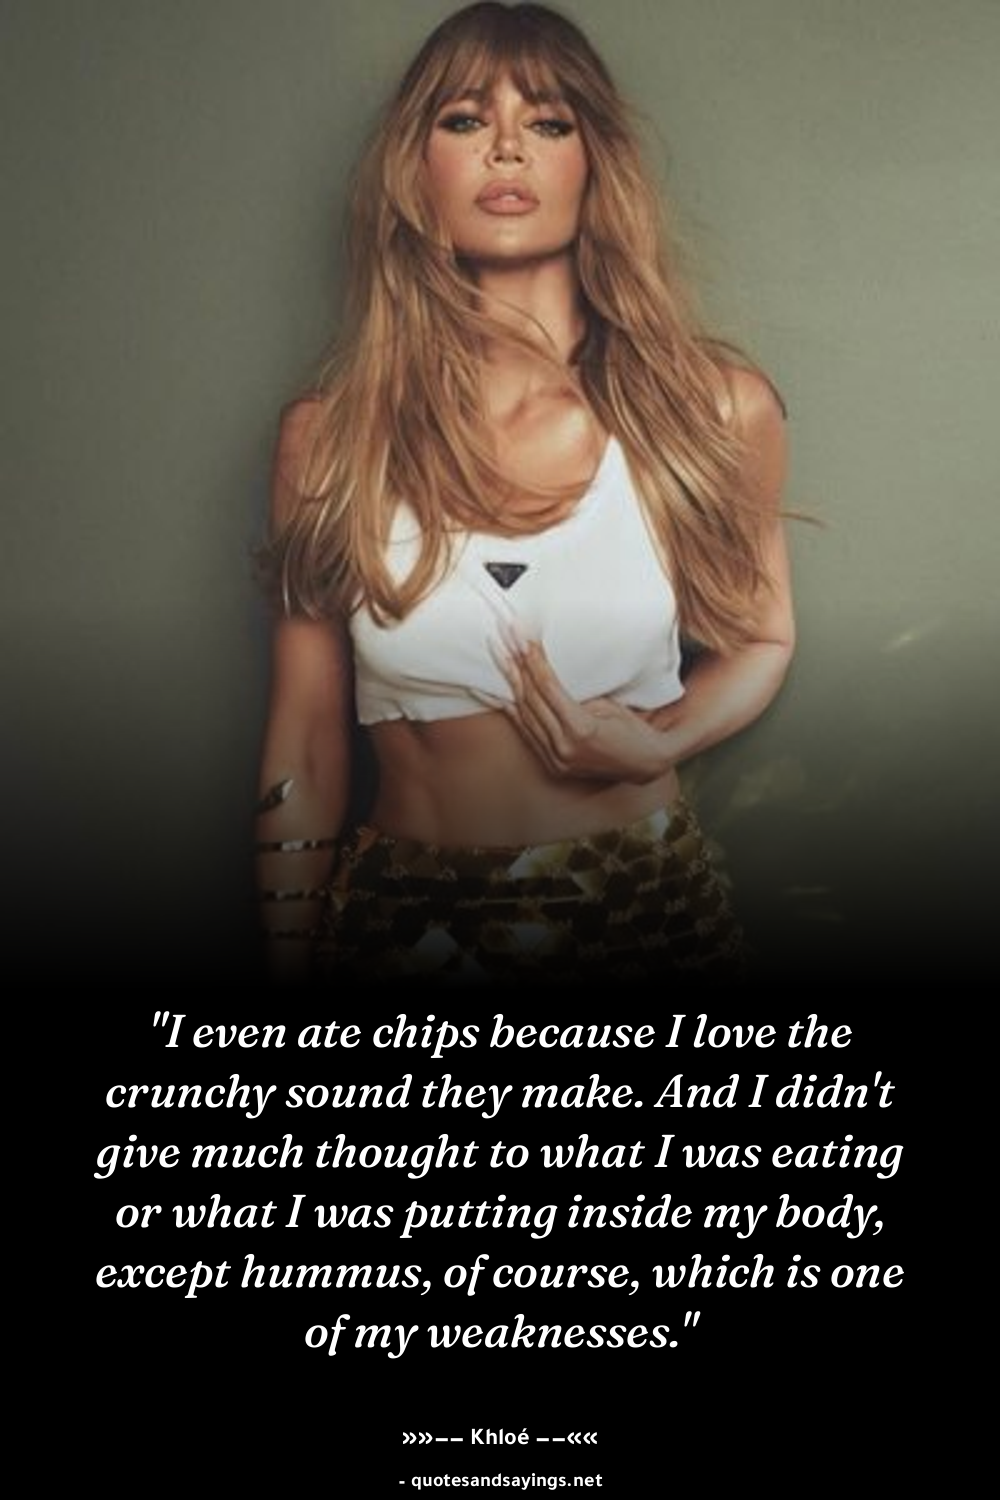 "I even ate chips because I love the
crunchy sound they make. And I didn't
give much thought to what I was eating
or what I was putting inside my body,
except hummus, of course, which is one
of my weaknesses."
»»–– Khloé ––««
- quotesandsayings.net